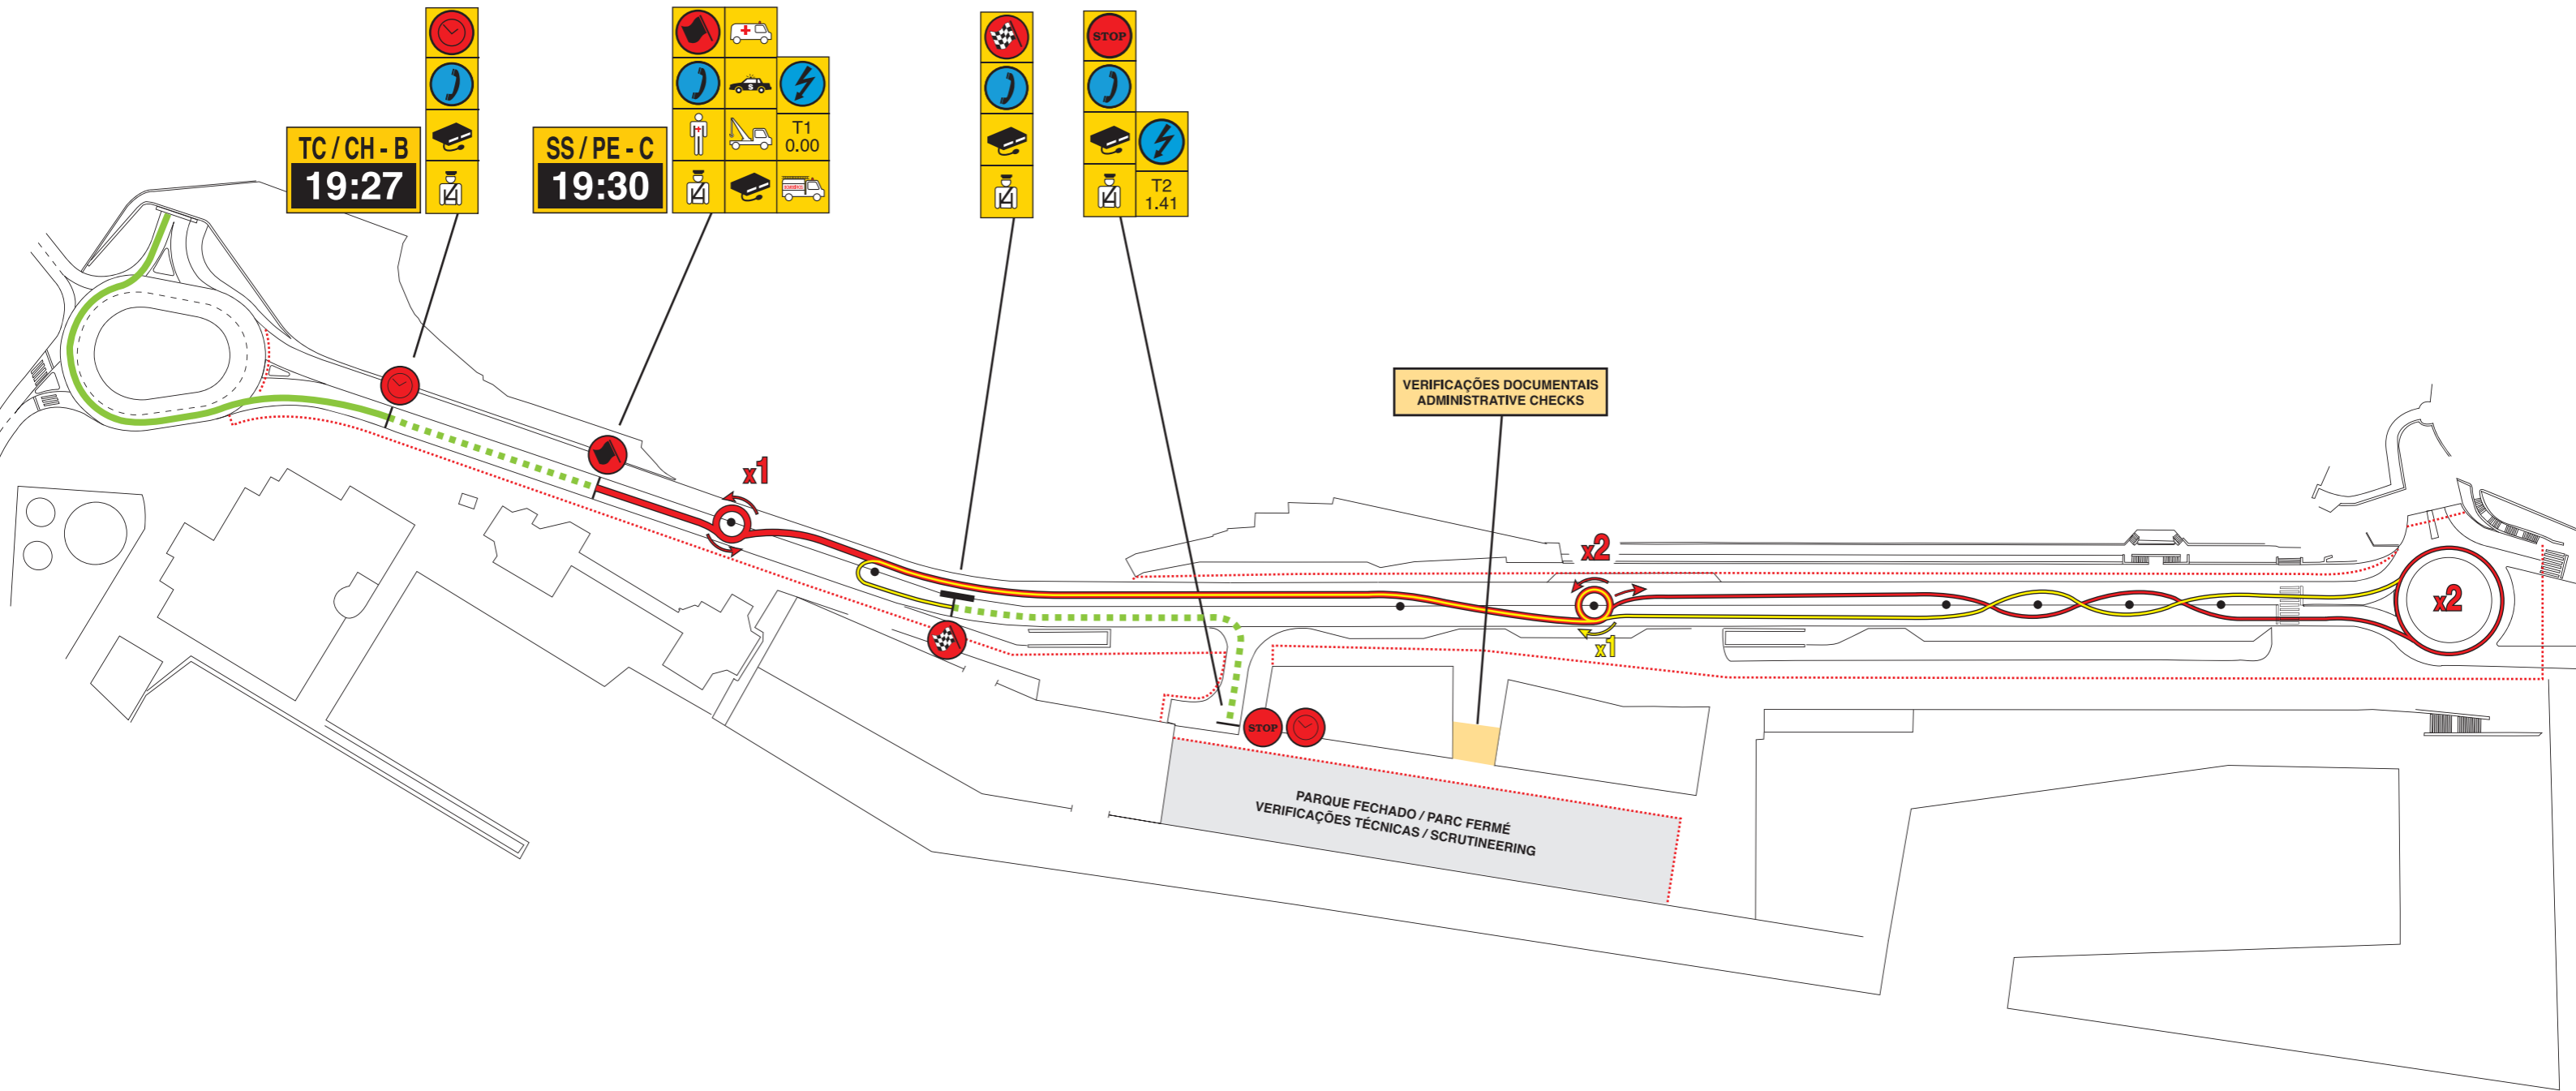 TC / CH - B
19:27
SS / PE - C
19:30
T1
0.00
STOP
T2
1.41
VERIFICAÇÕES DOCUMENTAIS
ADMINISTRATIVE CHECKS
x1
x2
x1
x2
STOP
PARQUE FECHADO / PARC FERMÉ
VERIFICAÇÕES TÉCNICAS / SCRUTINEERING